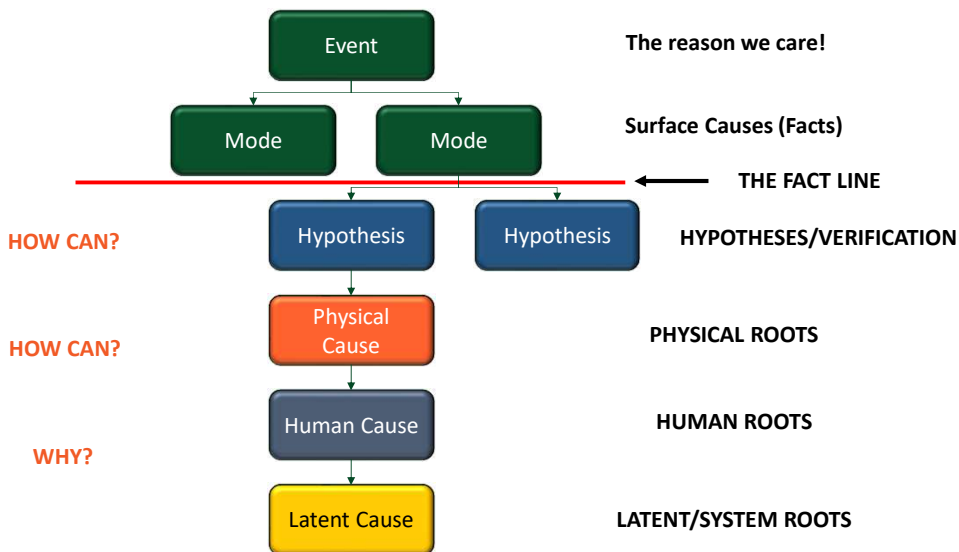 Event
The reason we care!
Mode
Mode
Surface Causes (Facts)
THE FACT LINE
HOW CAN?
Hypothesis
Hypothesis
HYPOTHESES/VERIFICATION
HOW CAN?
Physical
Cause
PHYSICAL ROOTS
Human Cause
HUMAN ROOTS
WHY?
Latent Cause
LATENT/SYSTEM ROOTS